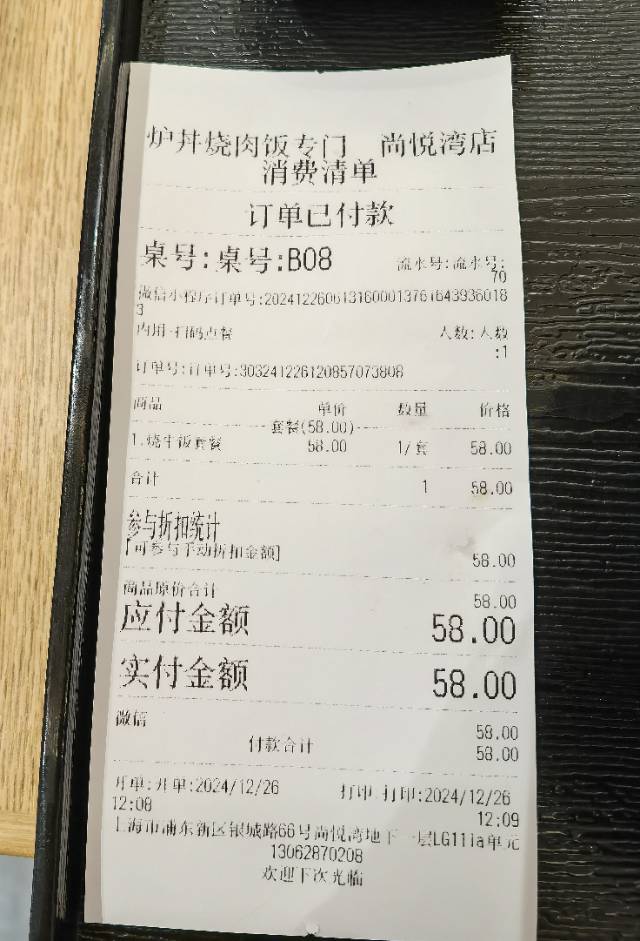 炉丼烧肉饭专门 尚悦湾店
消费清单
订单已付款
桌号:桌号:B08 流水号:流水号:
70
微信小程序订单号:2024122606131600013761643936018
3
内用-扫码点餐 人数:人数
:1
订单号:订单号:303241226120857073808
商品 单价 数量 价格
套餐(58.00)
1.烧牛饭套餐 58.00 1/套 58.00
合计 1 58.00
参与折扣统计
[可参与手动折扣金额] 58.00
商品原价合计 58.00
应付金额 58.00
实付金额 58.00
微信 58.00
付款合计 58.00
开单:开单:2024/12/26 打印:打印:2024/12/26
12:08 12:09
上海市浦东新区银城路66号尚悦湾地下一层LG111a单元
13062870208
欢迎下次光临